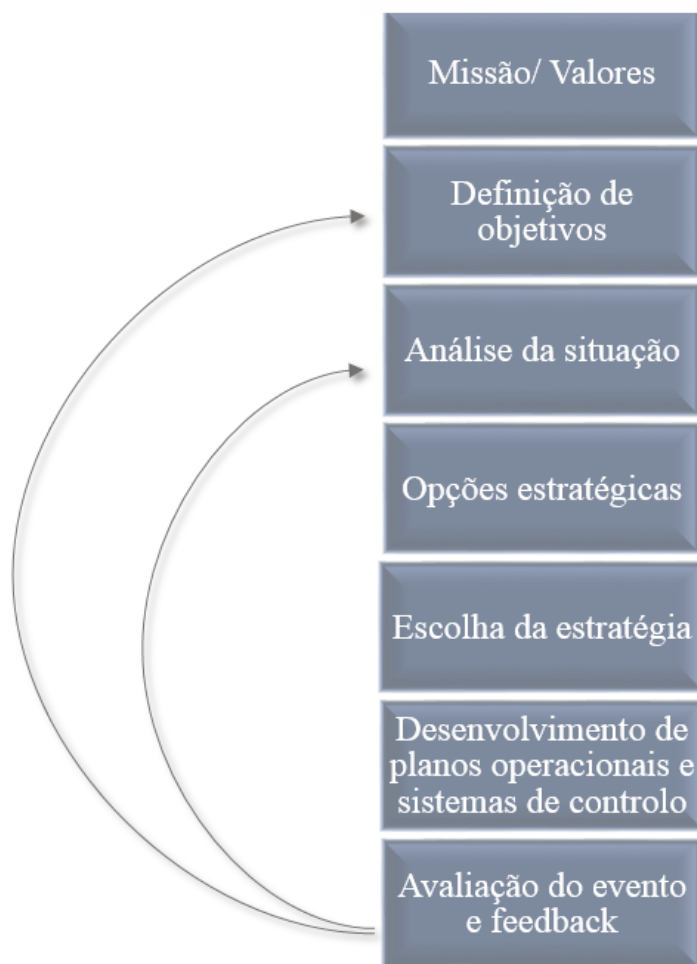 Missão/ Valores
Definição de
objetivos
Análise da situação
Opções estratégicas
Escolha da estratégia
Desenvolvimento de
planos operacionais e
sistemas de controlo
Avaliação do evento
e feedback